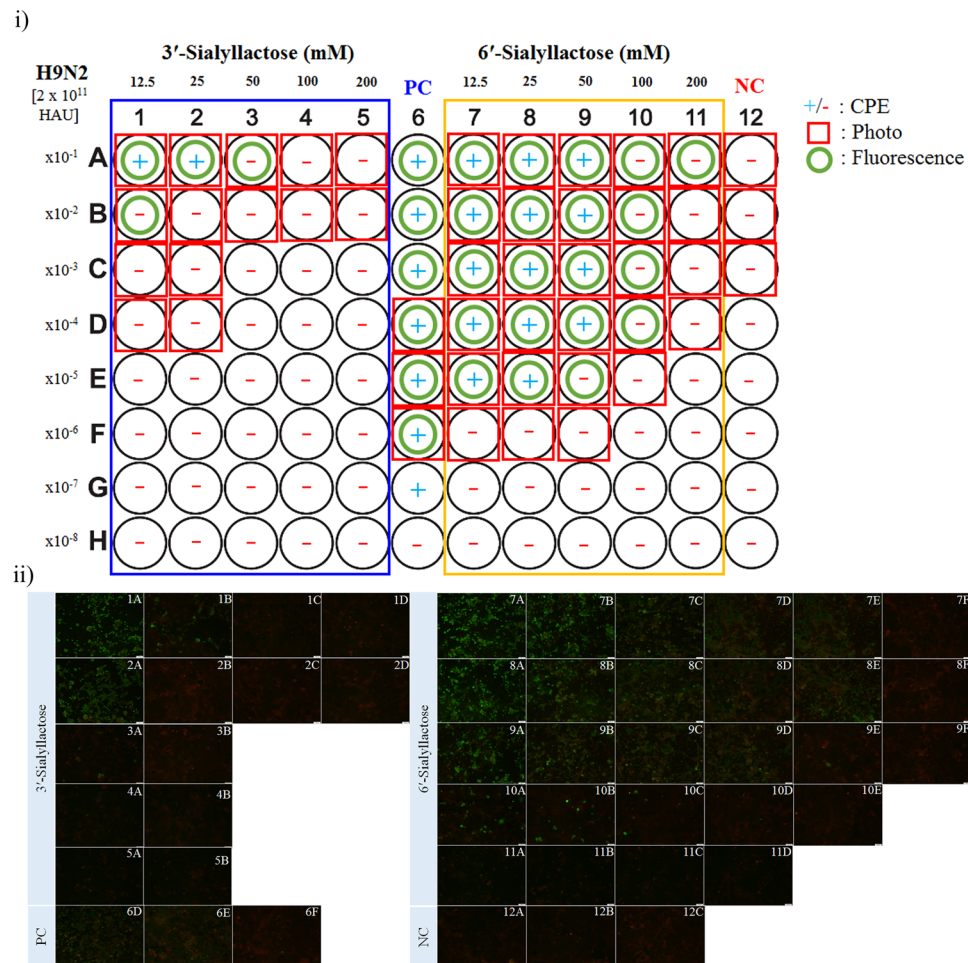 i)
3′-Sialyllactose (mM) 6′-Sialyllactose (mM)
H9N2 12.5 25 50 100 200 PC 12.5 25 50 100 200 NC
[2 x 10¹¹ HAU]
1 2 3 4 5 6 7 8 9 10 11 12
+/- : CPE
: Photo
: Fluorescence
x10⁻¹ A + + - - - + + + + - - -
x10⁻² B - - - - - + + + + - - -
x10⁻³ C - - - - - + + + + - - -
x10⁻⁴ D - - - - - + + + + - - -
x10⁻⁵ E - - - - - + + + - - - -
x10⁻⁶ F - - - - - + - - - - - -
x10⁻⁷ G - - - - - + - - - - - -
x10⁻⁸ H - - - - - - - - - - - -
ii)
3′-Sialyllactose
1A 1B 1C 1D
2A 2B 2C 2D
3A 3B
4A 4B
5A 5B
PC
6D 6E 6F
6′-Sialyllactose
7A 7B 7C 7D 7E 7F
8A 8B 8C 8D 8E 8F
9A 9B 9C 9D 9E 9F
10A 10B 10C 10D 10E
11A 11B 11C 11D
NC
12A 12B 12C